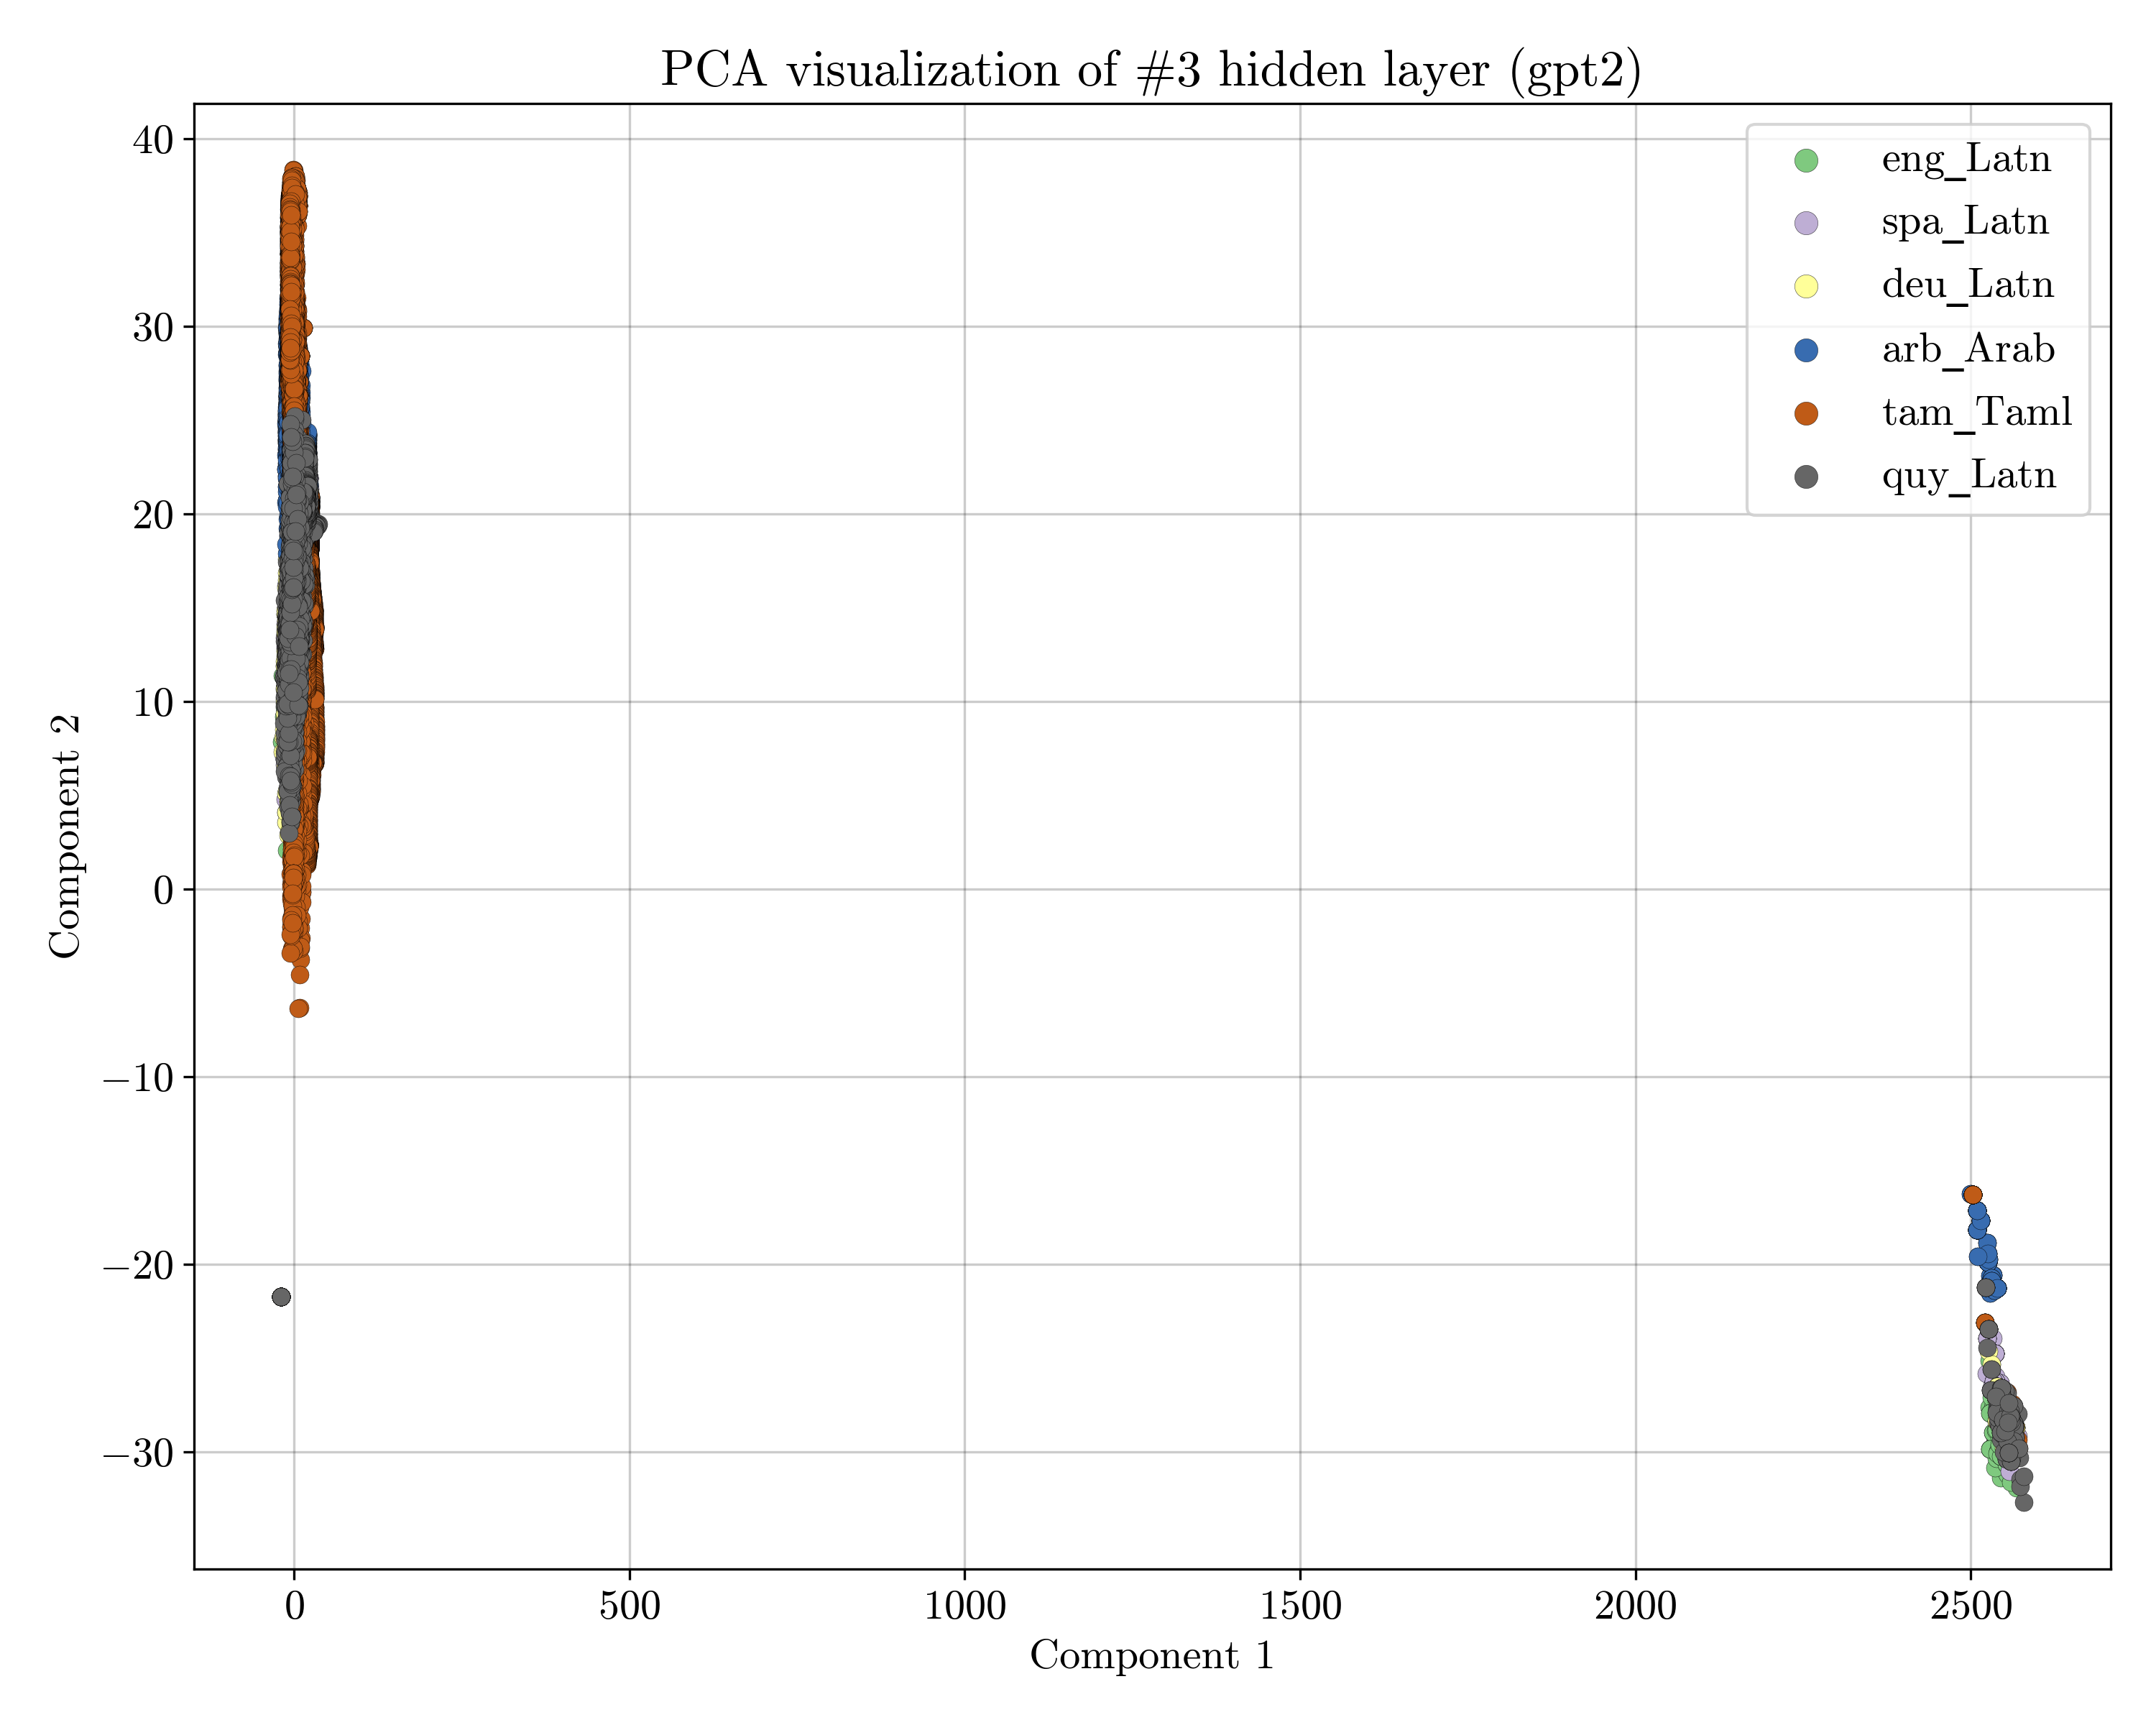 PCA visualization of #3 hidden layer (gpt2)
eng_Latn
spa_Latn
deu_Latn
arb_Arab
tam_Taml
quy_Latn
40
30
20
10
0
−10
−20
−30
Component 2
0 500 1000 1500 2000 2500
Component 1